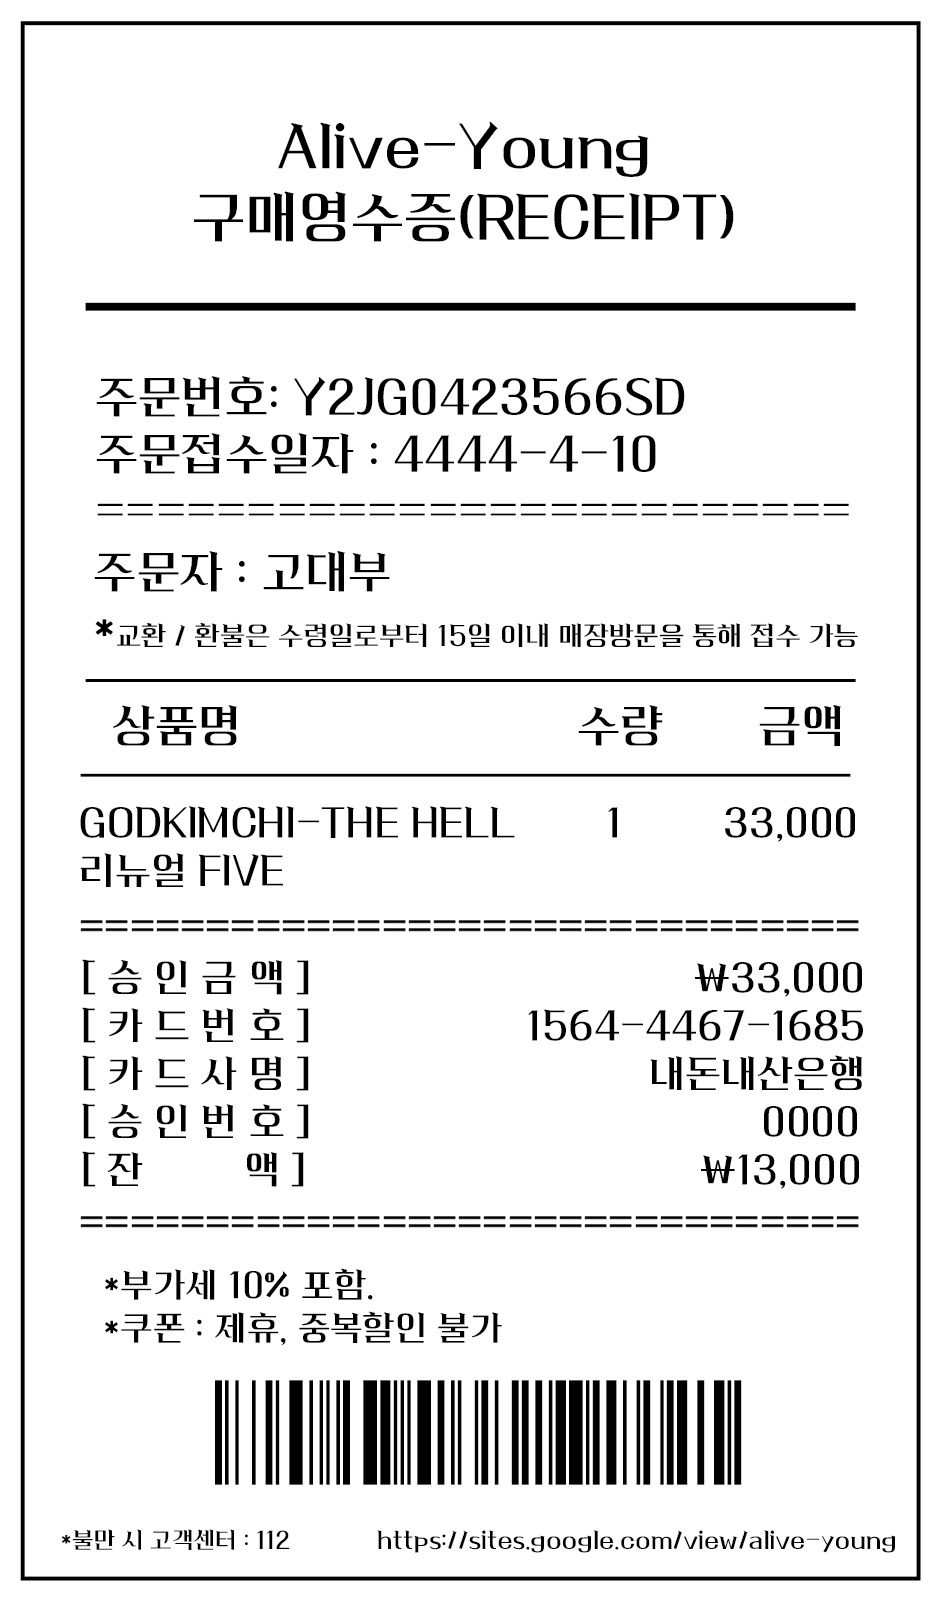 Alive-Young
구매영수증(RECEIPT)
주문번호: Y2JG0423566SD
주문접수일자 : 4444-4-10
=========================
주문자 : 고대부
*교환 / 환불은 수령일로부터 15일 이내 매장방문을 통해 접수 가능
상품명 수량 금액
GODKIMCHI-THE HELL 1 33,000
리뉴얼 FIVE
===============================
[ 승 인 금 액 ] ₩33,000
[ 카 드 번 호 ] 1564-4467-1685
[ 카 드 사 명 ] 내돈내산은행
[ 승 인 번 호 ] 0000
[ 잔 액 ] ₩13,000
===============================
*부가세 10% 포함.
*쿠폰 : 제휴, 중복할인 불가
*불만 시 고객센터 : 112 https://sites.google.com/view/alive-young